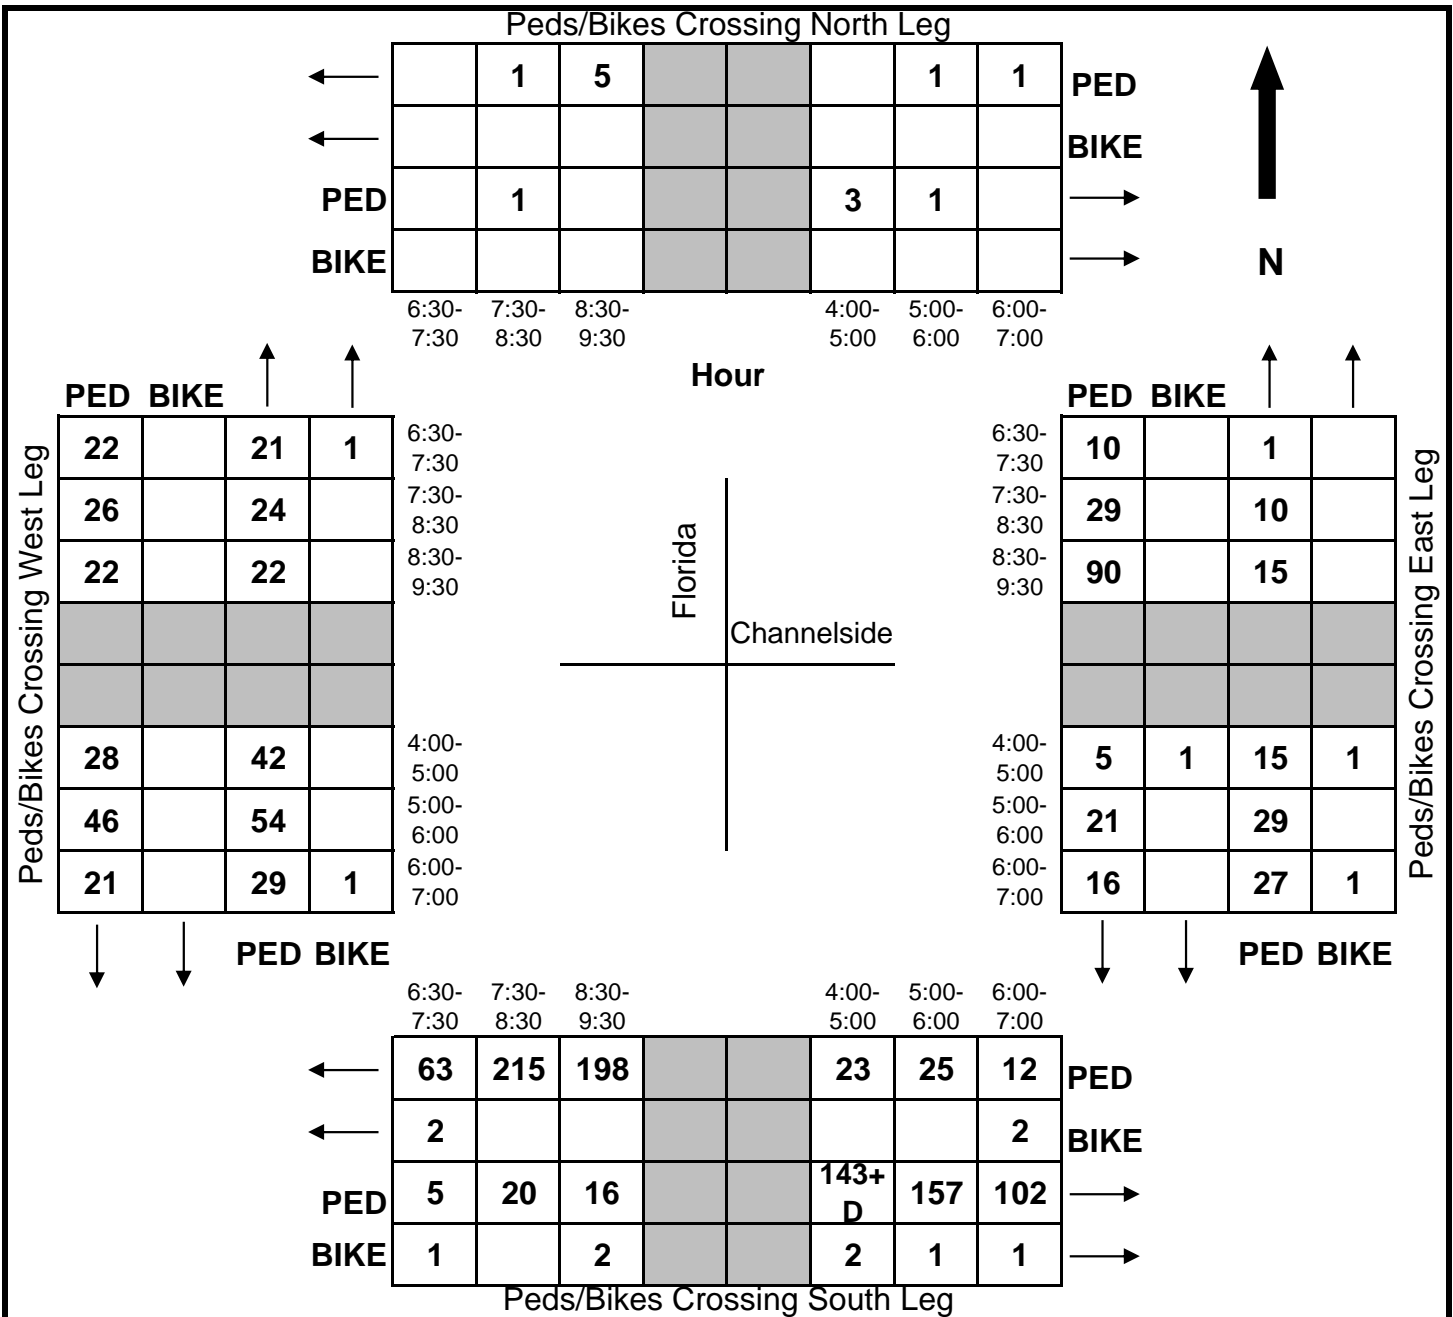 Peds/Bikes Crossing North Leg
1 5 1 1 PED
BIKE
PED 1 3 1
BIKE
N
6:30- 7:30- 8:30- 4:00- 5:00- 6:00-
7:30 8:30 9:30 5:00 6:00 7:00
Hour
Peds/Bikes Crossing West Leg
PED BIKE
22 21 1
26 24
22 22
28 42
46 54
21 29 1
PED BIKE
6:30-
7:30
7:30-
8:30
8:30-
9:30
4:00-
5:00
5:00-
6:00
6:00-
7:00
Florida
Channelside
6:30-
7:30
7:30-
8:30
8:30-
9:30
4:00-
5:00
5:00-
6:00
6:00-
7:00
PED BIKE
10 1
29 10
90 15
5 1 15 1
21 29
16 27 1
PED BIKE
Peds/Bikes Crossing East Leg
6:30- 7:30- 8:30- 4:00- 5:00- 6:00-
7:30 8:30 9:30 5:00 6:00 7:00
63 215 198 23 25 12 PED
2 2 BIKE
PED 5 20 16 143+ 157 102
D
BIKE 1 2 2 1 1
Peds/Bikes Crossing South Leg